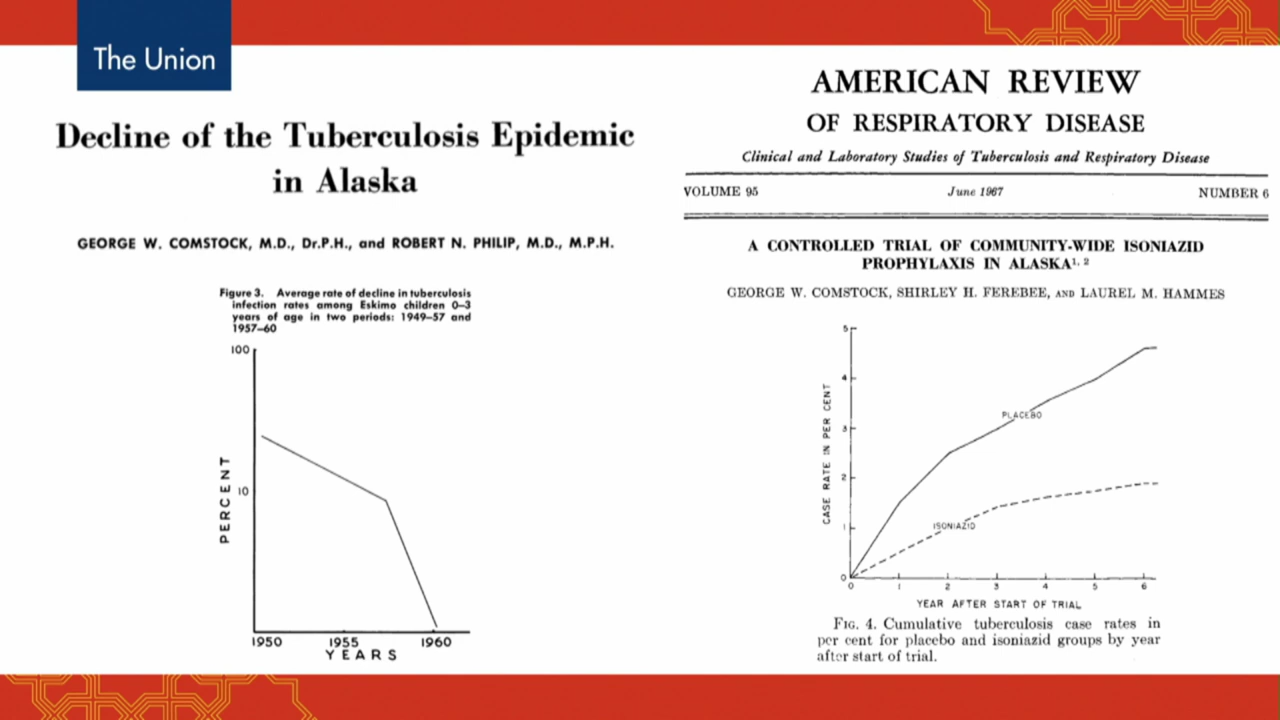 The Union
Decline of the Tuberculosis Epidemic
in Alaska
GEORGE W. COMSTOCK, M.D., Dr.P.H., and ROBERT N. PHILIP, M.D., M.P.H.
Figure 3. Average rate of decline in tuberculosis
infection rates among Eskimo children 0–3
years of age in two periods: 1949–57 and
1957–60
100
10
PERCENT
1950 1955 1960
YEARS
AMERICAN REVIEW
OF RESPIRATORY DISEASE
Clinical and Laboratory Studies of Tuberculosis and Respiratory Disease
VOLUME 95 June 1967 NUMBER 6
A CONTROLLED TRIAL OF COMMUNITY-WIDE ISONIAZID
PROPHYLAXIS IN ALASKA1, 2
GEORGE W. COMSTOCK, SHIRLEY H. FEREBEE, AND LAUREL M. HAMMES
5
4
3
2
1
0
CASE RATE IN PER CENT
PLACEBO
ISONIAZID
0 1 2 3 4 5 6
YEAR AFTER START OF TRIAL
FIG. 4. Cumulative tuberculosis case rates in
per cent for placebo and isoniazid groups by year
after start of trial.